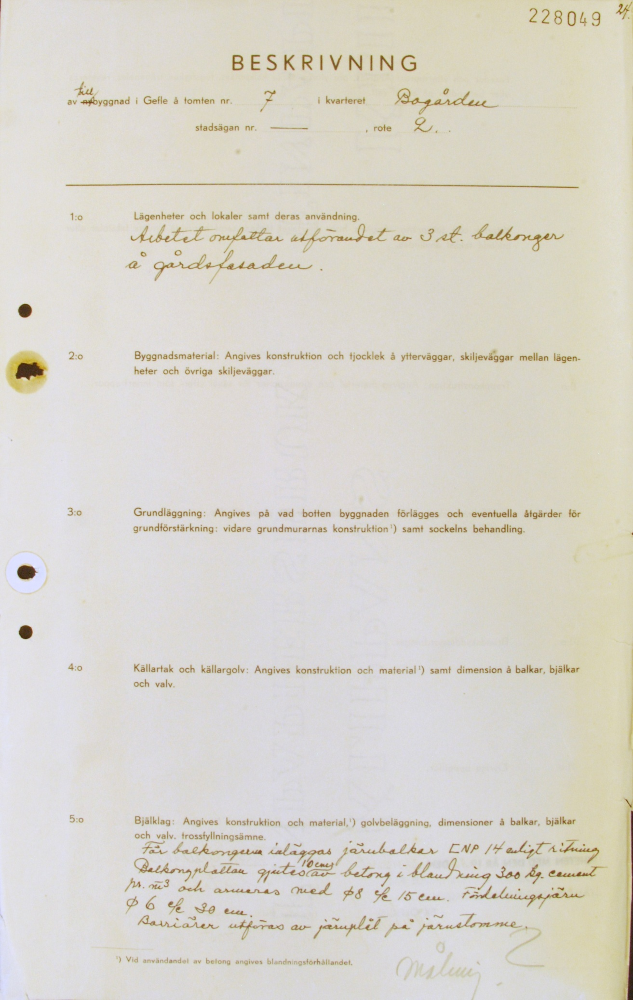 228049
24.
BESKRIVNING
till
av nybyggnad i Gefle å tomten nr. 7 i kvarteret Bogården
stadsägan nr. — , rote 2.
1:o Lägenheter och lokaler samt deras användning.
Arbetet omfattar utförandet av 3 st. balkonger
å gårdsfasaden.
2:o Byggnadsmaterial: Angives konstruktion och tjocklek å ytterväggar, skiljeväggar mellan lägen-
heter och övriga skiljeväggar.
3:o Grundläggning: Angives på vad botten byggnaden förlägges och eventuella åtgärder för
grundförstärkning: vidare grundmurarnas konstruktion¹) samt sockelns behandling.
4:o Källartak och källargolv: Angives konstruktion och material¹) samt dimension å balkar, bjälkar
och valv.
5:o Bjälklag: Angives konstruktion och material,¹) golvbeläggning, dimensioner å balkar, bjälkar
och valv. trossfyllningsämne.
För balkongerna inläggas järnbalkar [NP 14 enligt ritning
10 cm
Balkongplattan gjutes av betong i blandning 300 kg. cement
pr. m³ och armeras med ϕ8 c/c 15 cm. Fördelningsjärn
ϕ 6 c/c 30 cm.
Barriärer utföras av järnplåt på järnstomme.
¹) Vid användandet av betong angives blandningsförhållandet.
Målning